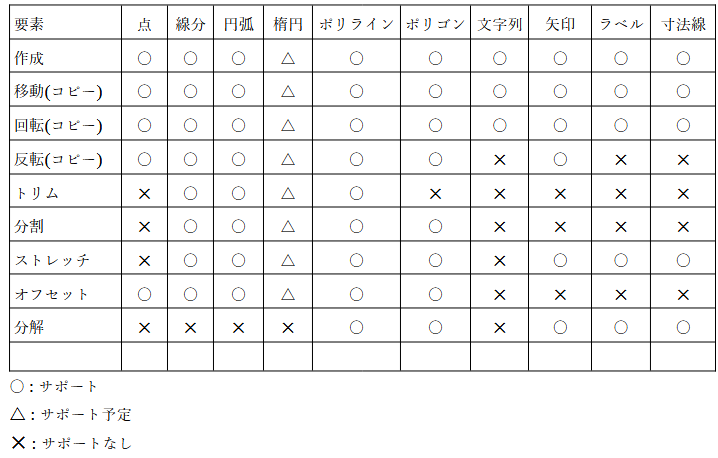 要素 点 線分 円弧 楕円 ポリライン ポリゴン 文字列 矢印 ラベル 寸法線
作成 ○ ○ ○ △ ○ ○ ○ ○ ○ ○
移動(コピー) ○ ○ ○ △ ○ ○ ○ ○ ○ ○
回転(コピー) ○ ○ ○ △ ○ ○ ○ ○ ○ ○
反転(コピー) ○ ○ ○ △ ○ ○ × ○ × ×
トリム × ○ ○ △ ○ × × × × ×
分割 × ○ ○ △ ○ ○ × × × ×
ストレッチ × ○ ○ △ ○ ○ × ○ ○ ○
オフセット ○ ○ ○ △ ○ ○ × × × ×
分解 × × × × ○ ○ × ○ ○ ○
○ : サポート
△ : サポート予定
× : サポートなし